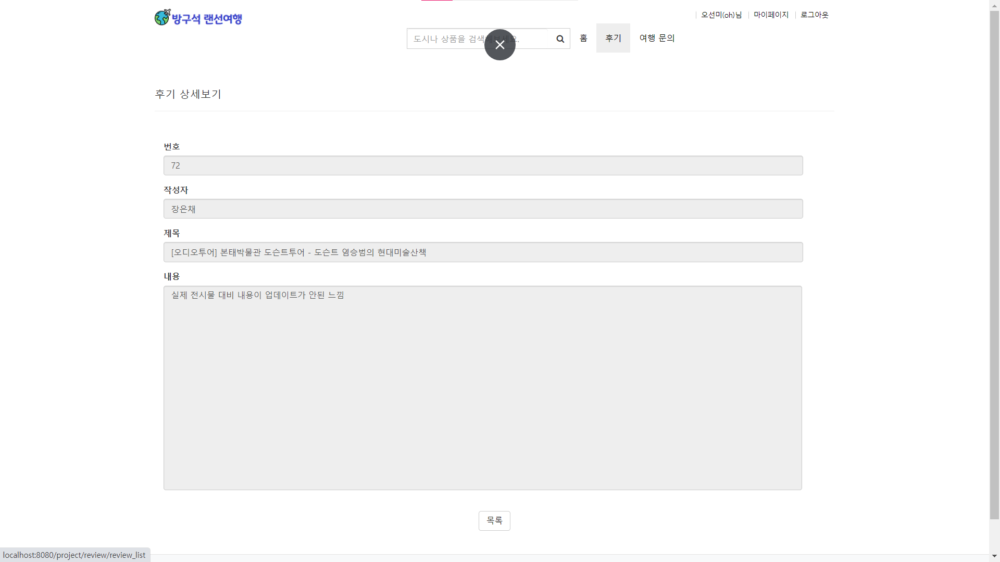 방구석 랜선여행
오선미(oh)님 마이페이지 로그아웃
도시나 상품을 검색해보세요. 홈 후기 여행 문의
후기 상세보기
번호
72
작성자
장은채
제목
[오디오투어] 본태박물관 도슨트투어 - 도슨트 염승범의 현대미술산책
내용
실제 전시물 대비 내용이 업데이트가 안된 느낌
목록
localhost:8080/project/review/review_list